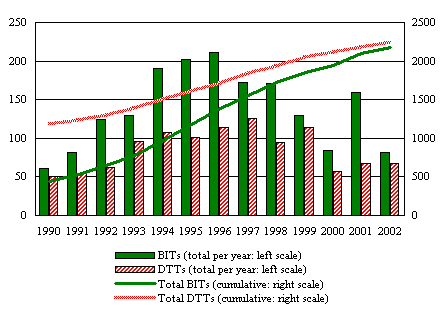 250 2500
200 2000
150 1500
100 1000
50 500
0 0
1990 1991 1992 1993 1994 1995 1996 1997 1998 1999 2000 2001 2002
BITs (total per year: left scale)
DTTs (total per year: left scale)
Total BITs (cumulative: right scale)
Total DTTs (cumulative: right scale)